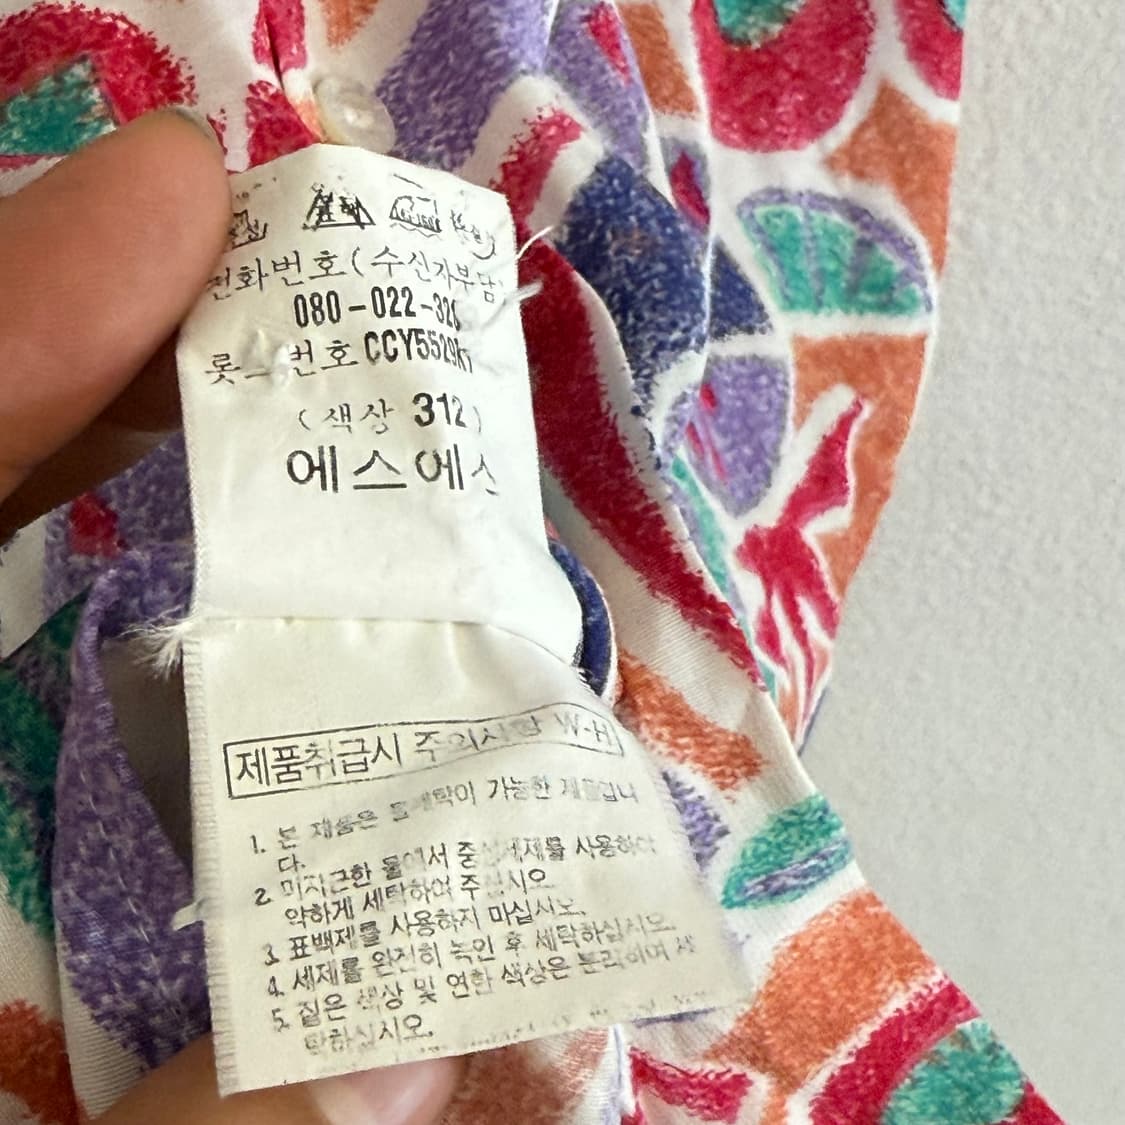 전화번호(수신자부담)
080-022-326
롯트번호 CCY5529
(색상 312)
에스에스
제품취급시 주의사항 W-H
1. 본 제품은 물세탁이 가능한 제품입니
다.
2. 미지근한 물에서 중성세제를 사용하여
약하게 세탁하여 주십시오.
3. 표백제를 사용하지 마십시오.
4. 세제를 완전히 녹인 후 세탁하십시오.
5. 짙은 색상 및 연한 색상은 분리하여 세
탁하십시오.